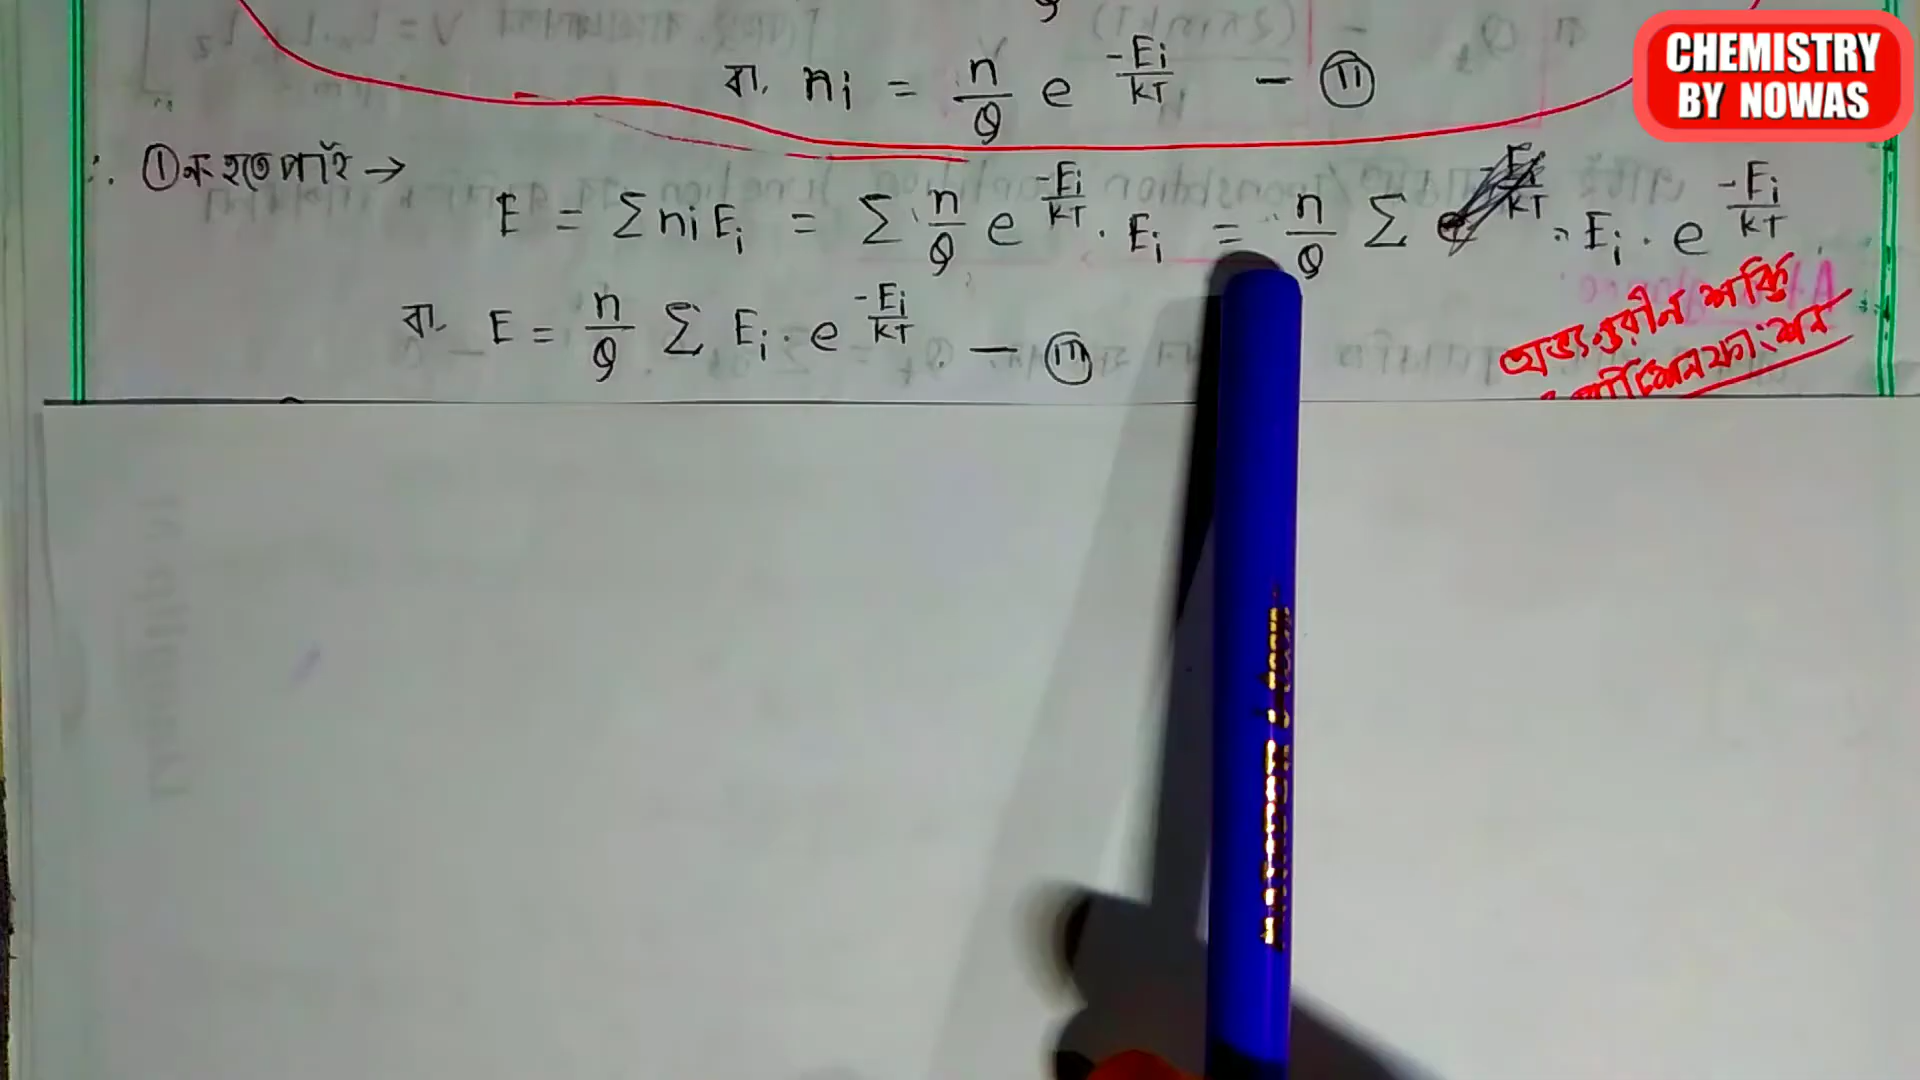 CHEMISTRY
BY NOWAS
বা, ni = n/Q e^(-Ei/kT) — (II)
∴ (1) নং হতে পাই →
E = Σ ni Ei = Σ n/Q e^(-Ei/kT) · Ei = n/Q Σ · Ei · e^(-Ei/kT)
বা, E = n/Q Σ Ei · e^(-Ei/kT) — (III)
অভ্যন্তরীন শক্তি